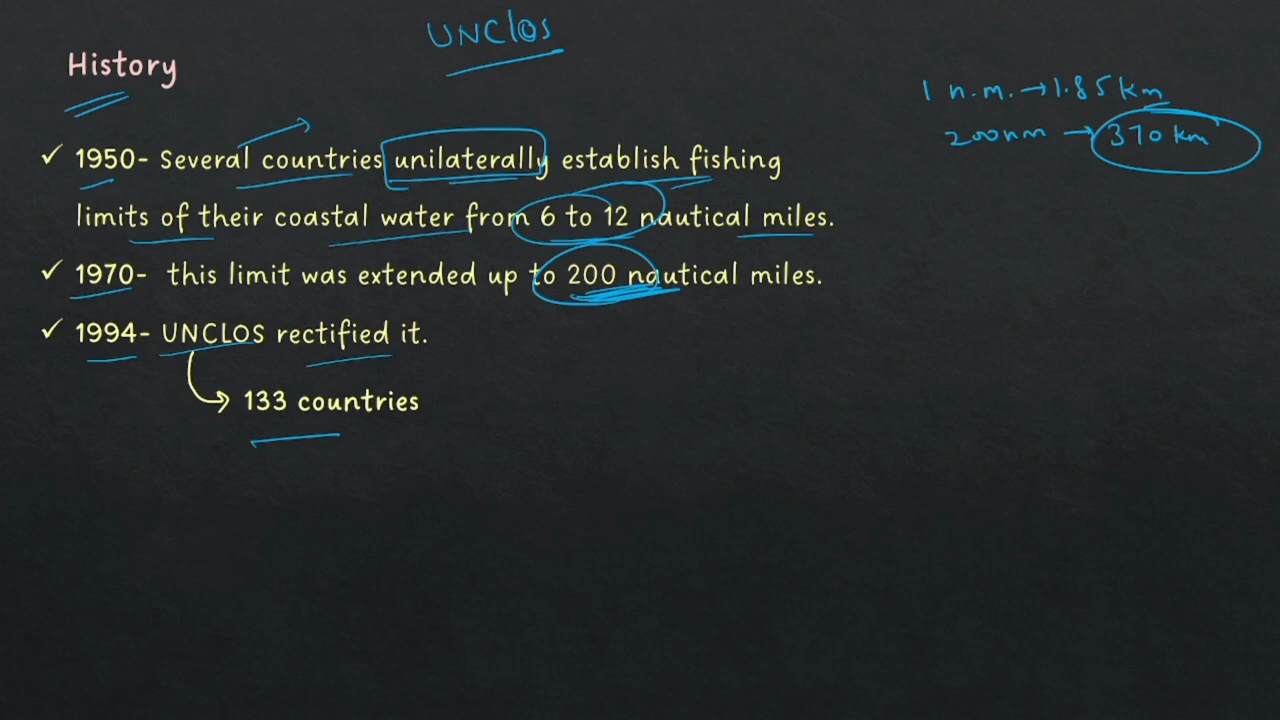 UNClOS
History
1 n.m. → 1.85 km
200nm → 370 km
✓ 1950- Several countries unilaterally establish fishing
limits of their coastal water from 6 to 12 nautical miles.
✓ 1970- this limit was extended up to 200 nautical miles.
✓ 1994- UNCLOS rectified it.
133 countries